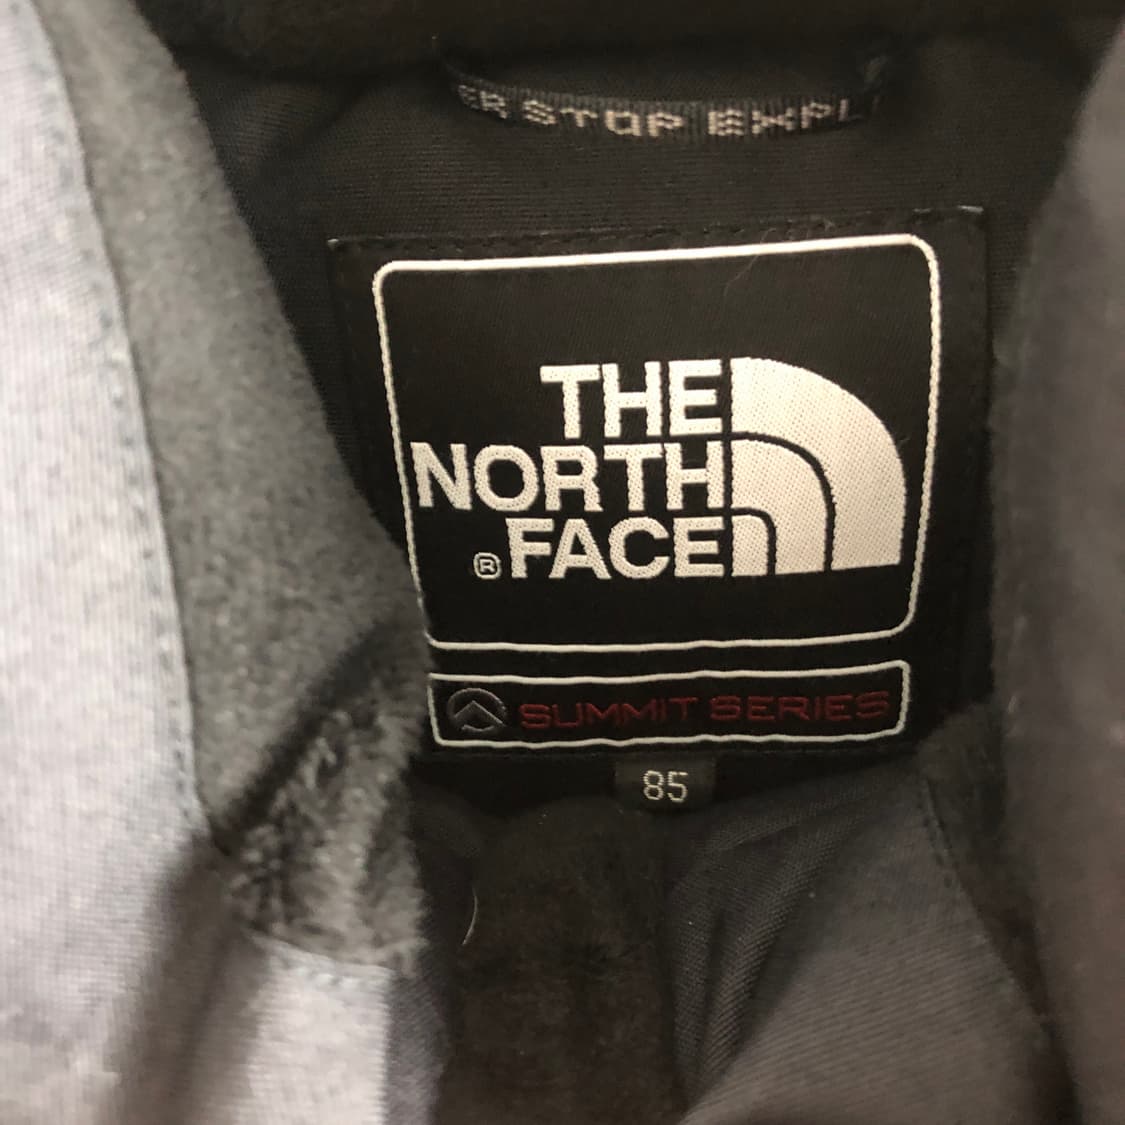 ER STOP EXPL
THE
NORTH
FACE
®
SUMMIT SERIES
85